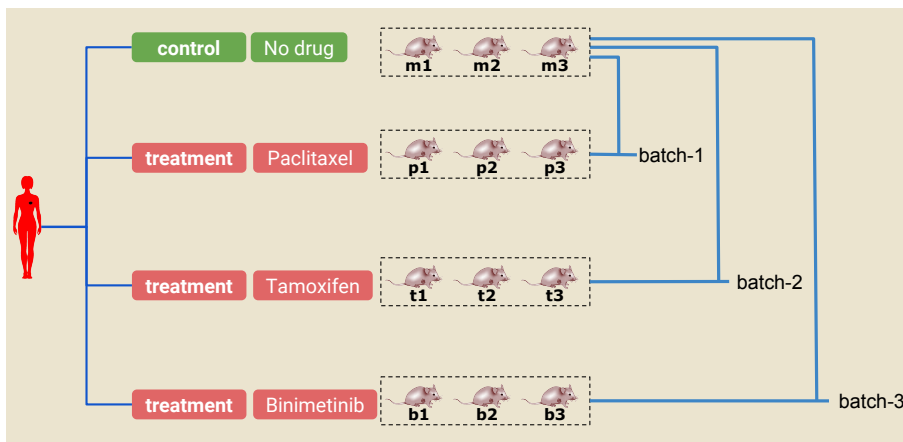 control No drug
m1 m2 m3
treatment Paclitaxel
p1 p2 p3
batch-1
treatment Tamoxifen
t1 t2 t3
batch-2
treatment Binimetinib
b1 b2 b3
batch-3